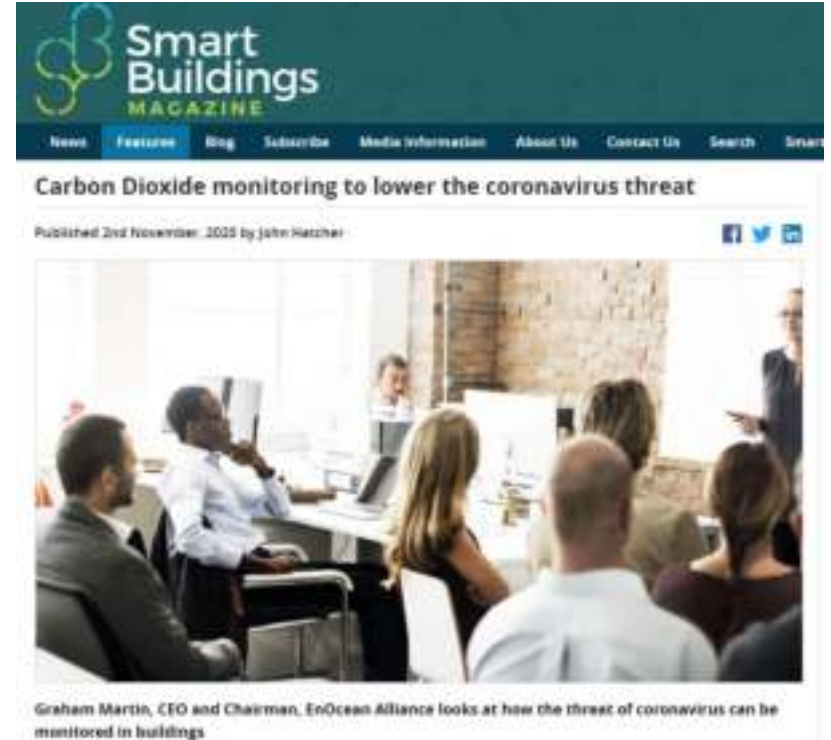 Smart
Buildings
MAGAZINE
News Features Blog Subscribe Media Information About Us Contact Us Search Smart
Carbon Dioxide monitoring to lower the coronavirus threat
Published 2nd November, 2020 by John Hatcher
Graham Martin, CEO and Chairman, EnOcean Alliance looks at how the threat of coronavirus can be
monitored in buildings